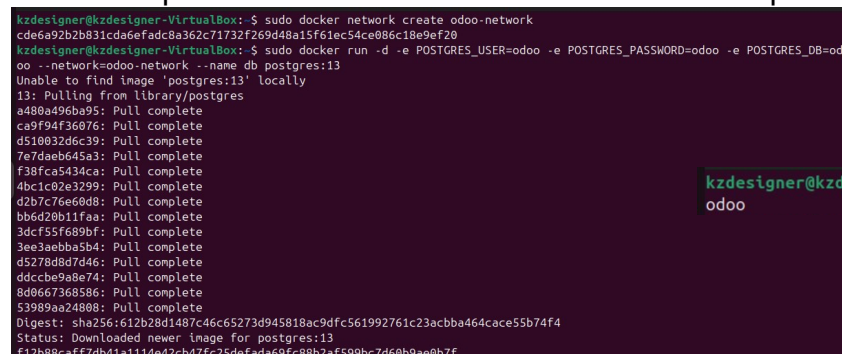 kzdesigner@kzdesigner-VirtualBox:~$ sudo docker network create odoo-network
cde6a92b2b831cda6efadc8a362c71732f269d48a15f61ec54ce086c18e9ef20
kzdesigner@kzdesigner-VirtualBox:~$ sudo docker run -d -e POSTGRES_USER=odoo -e POSTGRES_PASSWORD=odoo -e POSTGRES_DB=od
oo --network=odoo-network --name db postgres:13
Unable to find image 'postgres:13' locally
13: Pulling from library/postgres
a480a496ba95: Pull complete
ca9f94f36076: Pull complete
d510032d6c39: Pull complete
7e7daeb645a3: Pull complete
f38fca5434ca: Pull complete
4bc1c02e3299: Pull complete
d2b7c76e60d8: Pull complete
bb6d20b11faa: Pull complete
3dcf55f689bf: Pull complete
3ee3aebba5b4: Pull complete
d5278d8d7d46: Pull complete
ddccbe9a8e74: Pull complete
8d0667368586: Pull complete
53989aa24808: Pull complete
Digest: sha256:612b28d1487c46c65273d945818ac9dfc561992761c23acbba464cace55b74f4
Status: Downloaded newer image for postgres:13
f12b88caff7db41a1114e42cb47fc25defada69fc88b2af599bc7d60b9ae0b7f
kzdesigner@kzd
odoo